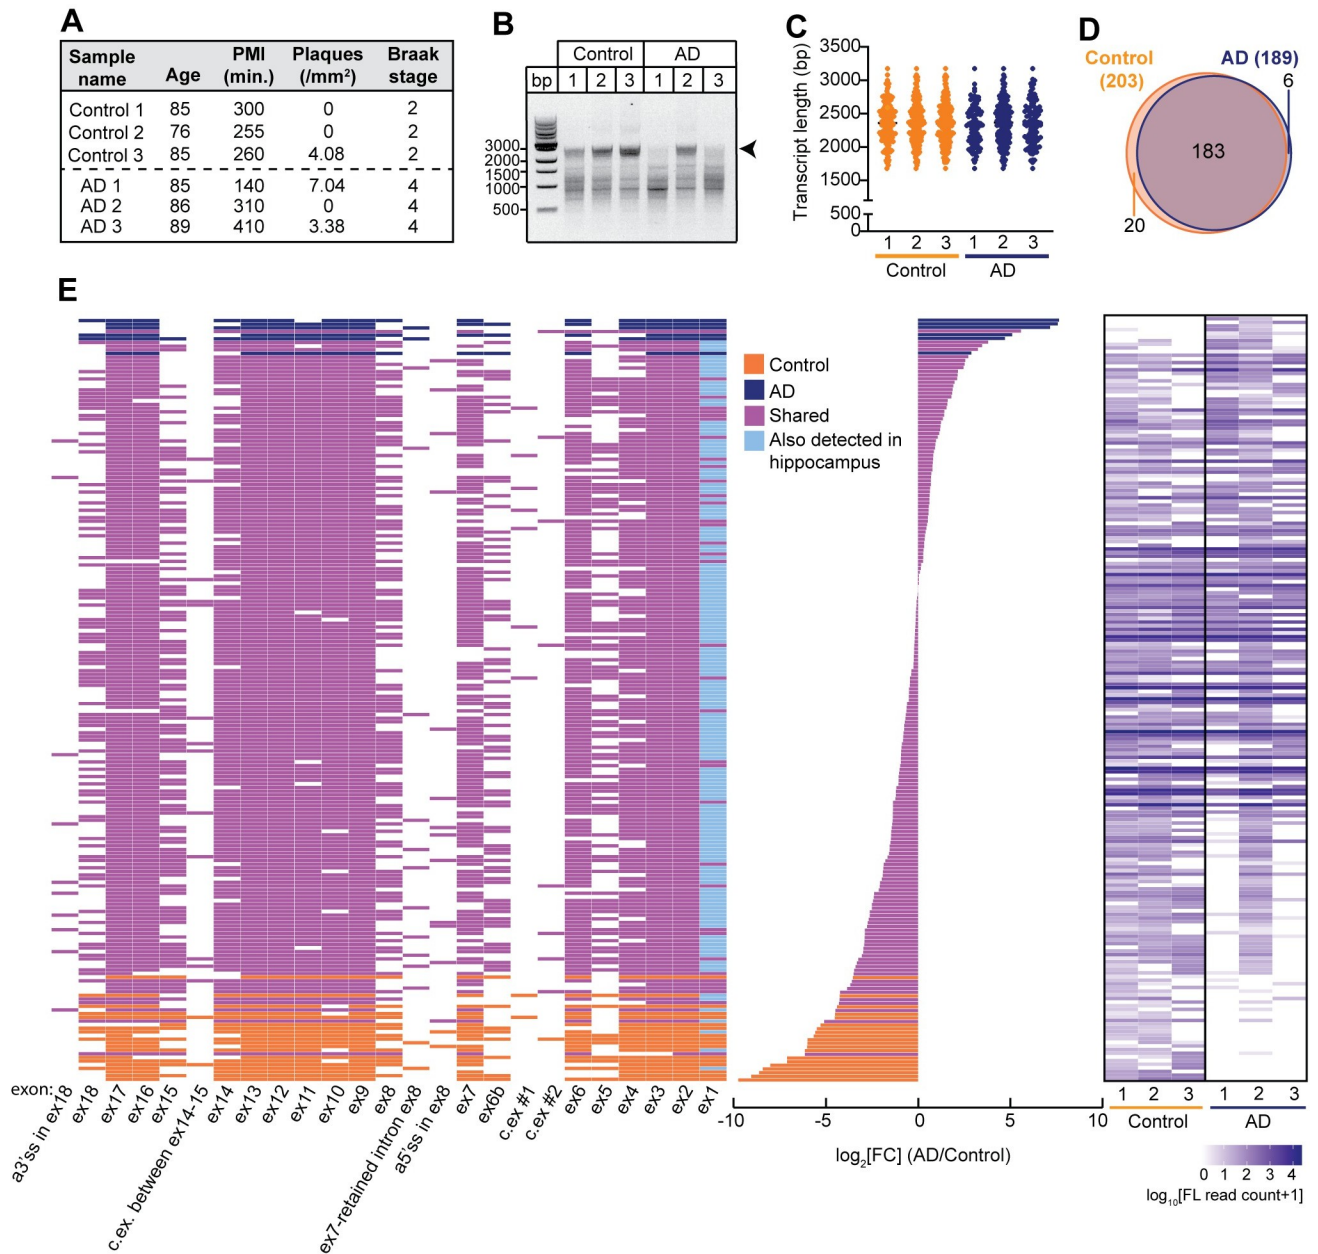 A
Sample name Age PMI (min.) Plaques (/mm²) Braak stage
Control 1 85 300 0 2
Control 2 76 255 0 2
Control 3 85 260 4.08 2
AD 1 85 140 7.04 4
AD 2 86 310 0 4
AD 3 89 410 3.38 4
B
Control AD
bp 1 2 3 1 2 3
3000
2000
1500
1000
500
C
Transcript length (bp)
3500
3000
2500
2000
1500
500
0
1 2 3 1 2 3
Control AD
D
Control (203)
AD (189)
6
183
20
E
Control
AD
Shared
Also detected in
hippocampus
exon:
a3'ss in ex18
ex18
ex17
ex16
ex15
c.ex. between ex14-15
ex14
ex13
ex12
ex11
ex10
ex9
ex8
ex7-retained intron ex8
a5'ss in ex8
ex7
ex6b
c.ex #1
c.ex #2
ex6
ex5
ex4
ex3
ex2
ex1
-10 -5 0 5 10
log₂[FC] (AD/Control)
1 2 3 1 2 3
Control AD
0 1 2 3 4
log₁₀[FL read count+1]